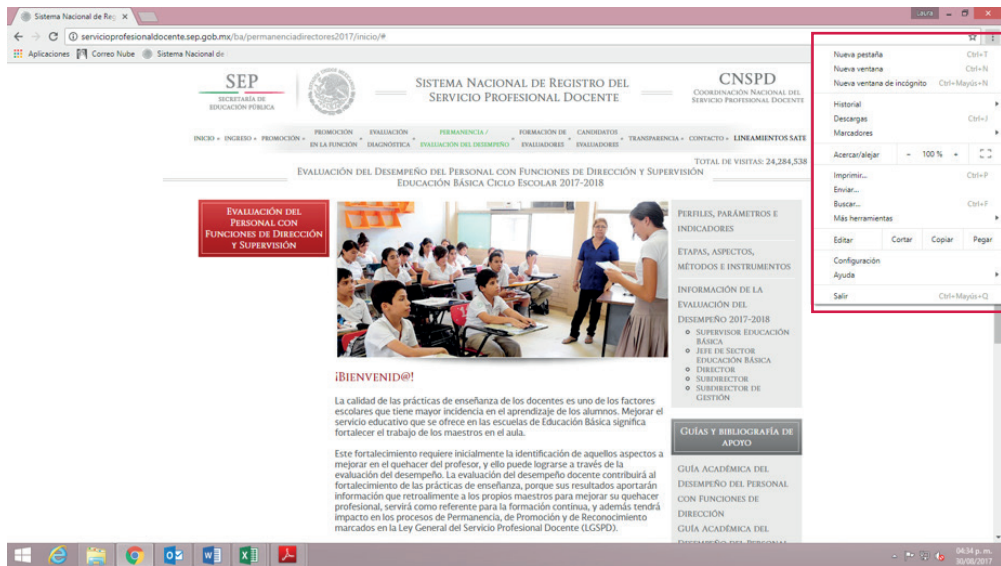 Sistema Nacional de Reg
Laura
servicioprofesionaldocente.sep.gob.mx/ba/permanenciadirectores2017/inicio/#
Aplicaciones Correo Nube Sistema Nacional de
SEP
SECRETARÍA DE
EDUCACIÓN PÚBLICA
SISTEMA NACIONAL DE REGISTRO DEL
SERVICIO PROFESIONAL DOCENTE
CNSPD
COORDINACIÓN NACIONAL DEL
SERVICIO PROFESIONAL DOCENTE
INICIO
INGRESO
PROMOCIÓN
PROMOCIÓN
EN LA FUNCIÓN
EVALUACIÓN
DIAGNÓSTICA
PERMANENCIA /
EVALUACIÓN DEL DESEMPEÑO
FORMACIÓN DE
EVALUADORES
CANDIDATOS
EVALUADORES
TRANSPARENCIA
CONTACTO
LINEAMIENTOS SATE
TOTAL DE VISITAS: 24,284,538
EVALUACIÓN DEL DESEMPEÑO DEL PERSONAL CON FUNCIONES DE DIRECCIÓN Y SUPERVISIÓN
EDUCACIÓN BÁSICA CICLO ESCOLAR 2017-2018
EVALUACIÓN DEL
PERSONAL CON
FUNCIONES DE DIRECCIÓN
Y SUPERVISIÓN
¡BIENVENID@!
La calidad de las prácticas de enseñanza de los docentes es uno de los factores
escolares que tiene mayor incidencia en el aprendizaje de los alumnos. Mejorar el
servicio educativo que se ofrece en las escuelas de Educación Básica significa
fortalecer el trabajo de los maestros en el aula.
Este fortalecimiento requiere inicialmente la identificación de aquellos aspectos a
mejorar en el quehacer del profesor, y ello puede lograrse a través de la
evaluación del desempeño. La evaluación del desempeño docente contribuirá al
fortalecimiento de las prácticas de enseñanza, porque sus resultados aportarán
información que retroalimente a los propios maestros para mejorar su quehacer
profesional, servirá como referente para la formación continua, y además tendrá
impacto en los procesos de Permanencia, de Promoción y de Reconocimiento
marcados en la Ley General del Servicio Profesional Docente (LGSPD).
PERFILES, PARÁMETROS E
INDICADORES
ETAPAS, ASPECTOS,
MÉTODOS E INSTRUMENTOS
INFORMACIÓN DE LA
EVALUACIÓN DEL
DESEMPEÑO 2017-2018
SUPERVISOR EDUCACIÓN
BÁSICA
JEFE DE SECTOR
EDUCACIÓN BÁSICA
DIRECTOR
SUBDIRECTOR
SUBDIRECTOR DE
GESTIÓN
GUÍAS Y BIBLIOGRAFÍA DE
APOYO
GUÍA ACADÉMICA DEL
DESEMPEÑO DEL PERSONAL
CON FUNCIONES DE
DIRECCIÓN
GUÍA ACADÉMICA DEL
DESEMPEÑO DEL PERSONAL
Nueva pestaña Ctrl+T
Nueva ventana Ctrl+N
Nueva ventana de incógnito Ctrl+Mayús+N
Historial
Descargas Ctrl+J
Marcadores
Acercar/alejar - 100 % +
Imprimir... Ctrl+P
Enviar...
Buscar... Ctrl+F
Más herramientas
Editar Cortar Copiar Pegar
Configuración
Ayuda
Salir Ctrl+Mayús+Q
04:34 p. m.
30/08/2017